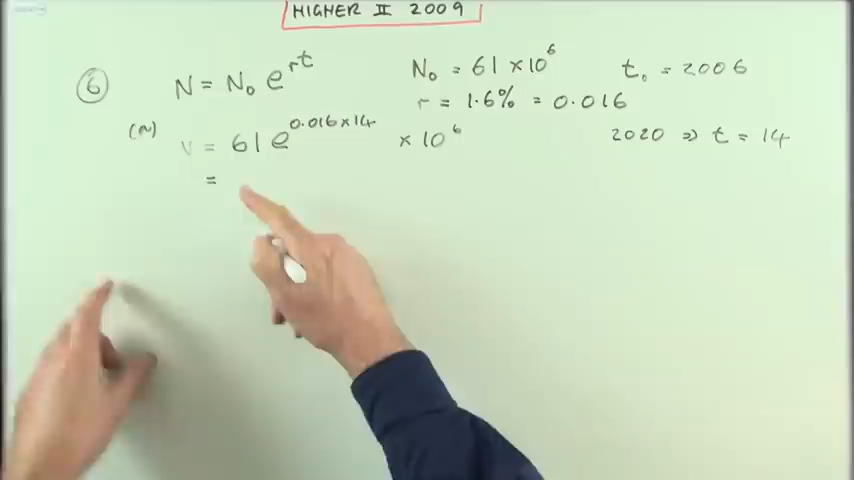 HIGHER II 2009
⑥ N = N₀ e^{rt} N₀ = 61 × 10⁶ t₀ = 2006
r = 1.6% = 0.016
(N) = 61 e^{0.016×14} × 10⁶ 2020 ⇒ t = 14
=